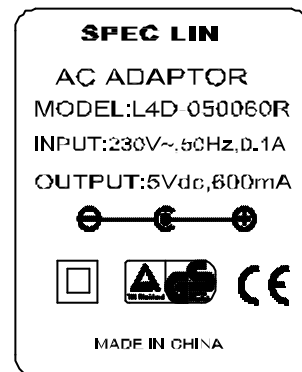 SPEC LIN
AC ADAPTOR
MODEL:L4D-050060R
INPUT:230V~.50Hz,0.1A
OUTPUT:5Vdc,600mA
GS
CE
MADE IN CHINA